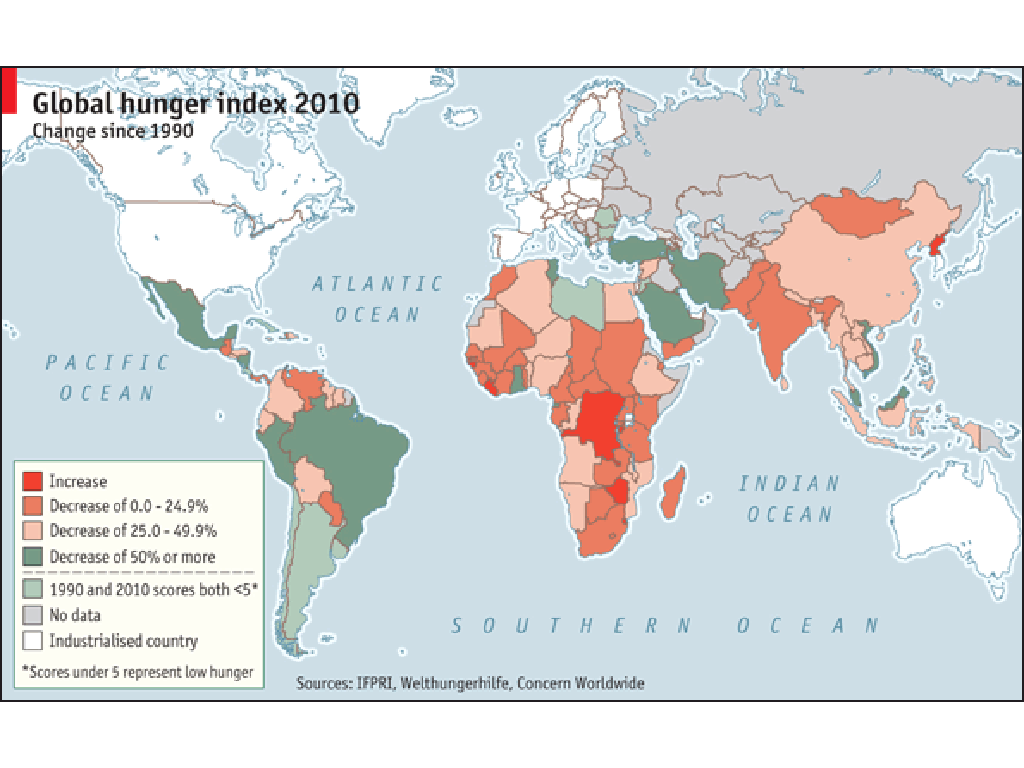 Global hunger index 2010
Change since 1990
ATLANTIC
OCEAN
PACIFIC
OCEAN
INDIAN
OCEAN
SOUTHERN OCEAN
Increase
Decrease of 0.0 - 24.9%
Decrease of 25.0 - 49.9%
Decrease of 50% or more
1990 and 2010 scores both <5*
No data
Industrialised country
*Scores under 5 represent low hunger
Sources: IFPRI, Welthungerhilfe, Concern Worldwide